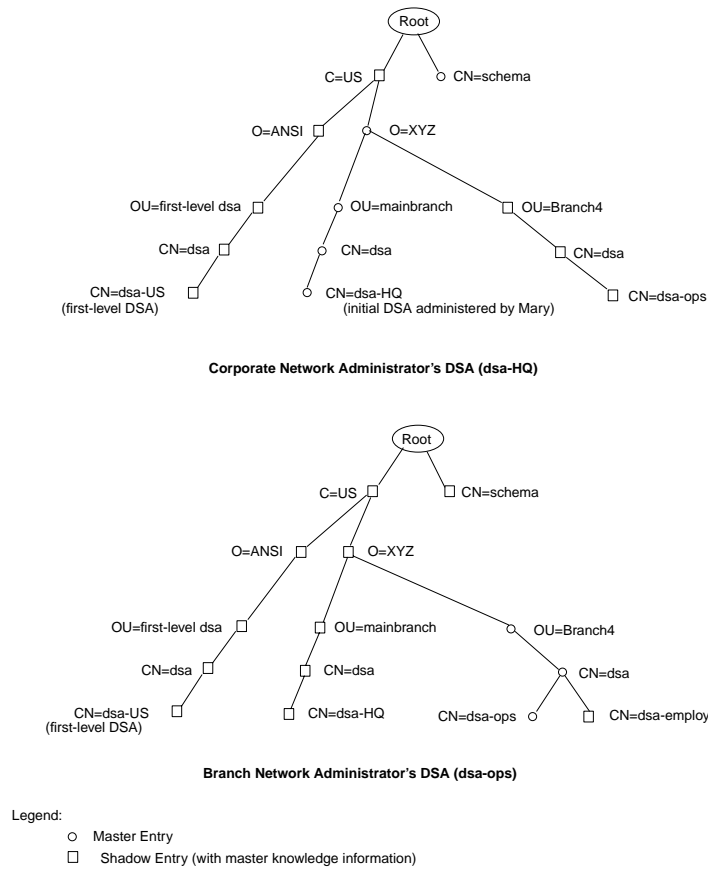 Root
C=US
CN=schema
O=ANSI
O=XYZ
OU=first-level dsa
OU=mainbranch
OU=Branch4
CN=dsa
CN=dsa
CN=dsa
CN=dsa-US
(first-level DSA)
CN=dsa-HQ
(initial DSA administered by Mary)
CN=dsa-ops
Corporate Network Administrator's DSA (dsa-HQ)
Root
C=US
CN=schema
O=ANSI
O=XYZ
OU=first-level dsa
OU=mainbranch
OU=Branch4
CN=dsa
CN=dsa
CN=dsa
CN=dsa-US
(first-level DSA)
CN=dsa-HQ
CN=dsa-ops
CN=dsa-employ
Branch Network Administrator's DSA (dsa-ops)
Legend:
Master Entry
Shadow Entry (with master knowledge information)